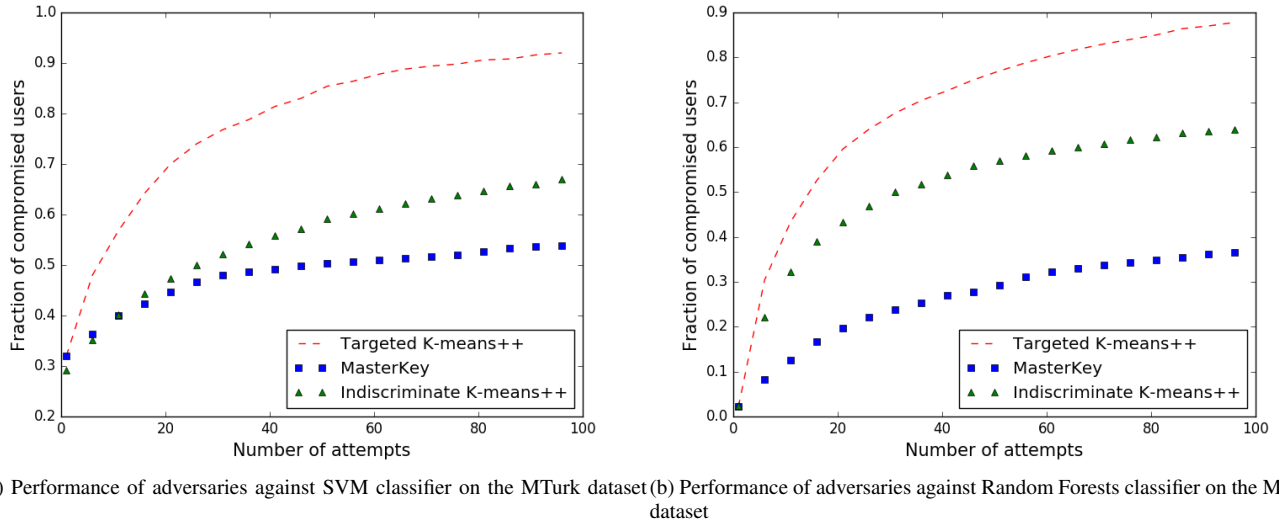 1.0
0.9
0.8
0.7
0.6
0.5
0.4
0.3
0.2
Fraction of compromised users
Targeted K-means++
MasterKey
Indiscriminate K-means++
0 20 40 60 80 100
Number of attempts
0.9
0.8
0.7
0.6
0.5
0.4
0.3
0.2
0.1
0.0
Fraction of compromised users
Targeted K-means++
MasterKey
Indiscriminate K-means++
0 20 40 60 80 100
Number of attempts
) Performance of adversaries against SVM classifier on the MTurk dataset
(b) Performance of adversaries against Random Forests classifier on the M
dataset